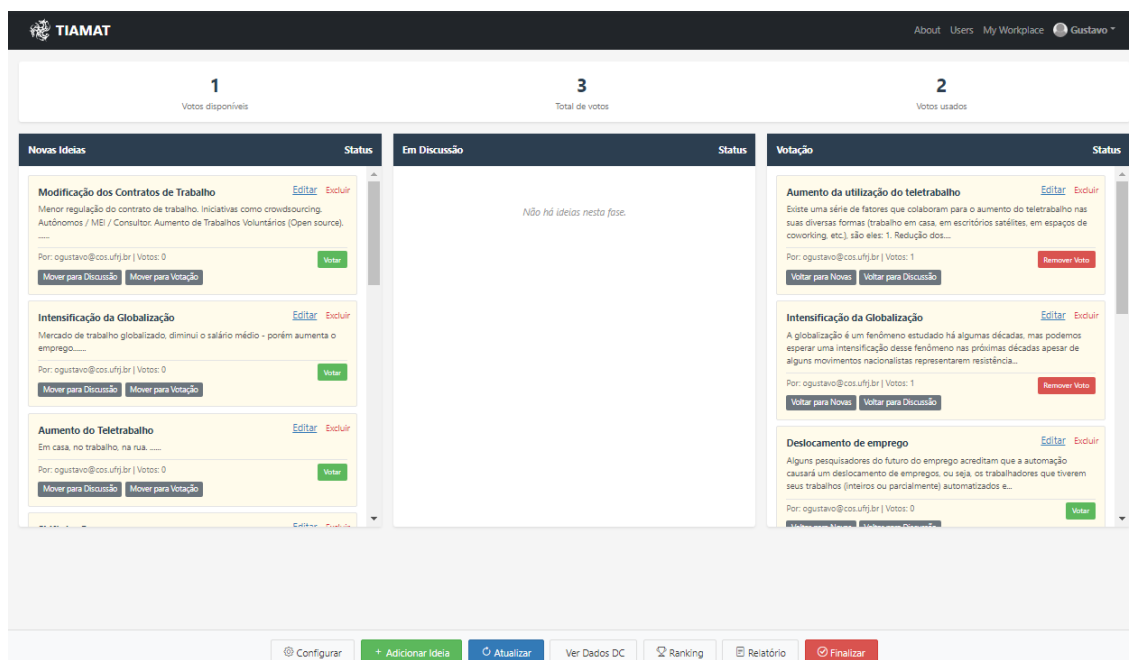 TIAMAT
About Users My Workplace Gustavo
1
Votos disponíveis
3
Total de votos
2
Votos usados
Novas Ideias Status
Modificação dos Contratos de Trabalho Editar Excluir
Menor regulação do contrato de trabalho. Iniciativas como crowdsourcing.
Autônomos / MEI / Consultor. Aumento de Trabalhos Voluntários (Open source).
......
Por: ogustavo@cos.ufrj.br | Votos: 0 Votar
Mover para Discussão Mover para Votação
Intensificação da Globalização Editar Excluir
Mercado de trabalho globalizado, diminui o salário médio - porém aumenta o
emprego......
Por: ogustavo@cos.ufrj.br | Votos: 0 Votar
Mover para Discussão Mover para Votação
Aumento do Teletrabalho Editar Excluir
Em casa, no trabalho, na rua. ......
Por: ogustavo@cos.ufrj.br | Votos: 0 Votar
Mover para Discussão Mover para Votação
Editar Excluir
Em Discussão Status
Não há ideias nesta fase.
Votação Status
Aumento da utilização do teletrabalho Editar Excluir
Existe uma série de fatores que colaboram para o aumento do teletrabalho nas
suas diversas formas (trabalho em casa, em escritórios satélites, em espaços de
coworking, etc.), são eles: 1. Redução dos...
Por: ogustavo@cos.ufrj.br | Votos: 1 Remover Voto
Voltar para Novas Voltar para Discussão
Intensificação da Globalização Editar Excluir
A globalização é um fenômeno estudado há algumas décadas, mas podemos
esperar uma intensificação desse fenômeno nas próximas décadas apesar de
alguns movimentos nacionalistas representarem resistência...
Por: ogustavo@cos.ufrj.br | Votos: 1 Remover Voto
Voltar para Novas Voltar para Discussão
Deslocamento de emprego Editar Excluir
Alguns pesquisadores do futuro do emprego acreditam que a automação
causará um deslocamento de empregos, ou seja, os trabalhadores que tiverem
seus trabalhos (inteiros ou parcialmente) automatizados e...
Por: ogustavo@cos.ufrj.br | Votos: 0 Votar
Voltar para Novas Voltar para Discussão
Configurar + Adicionar Ideia Atualizar Ver Dados DC Ranking Relatório Finalizar